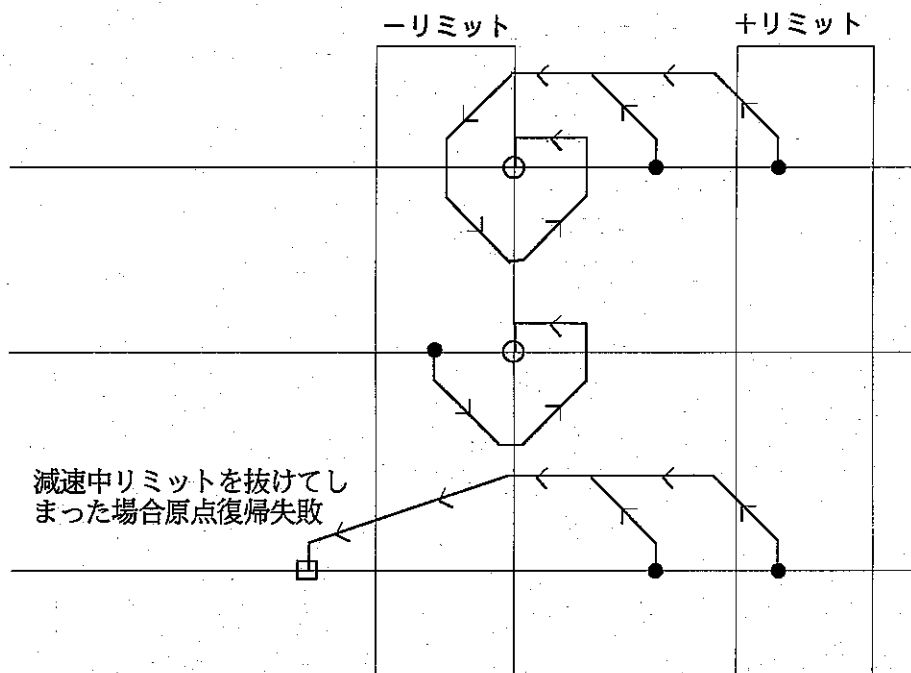 －リミット
＋リミット
減速中リミットを抜けてし
まった場合原点復帰失敗